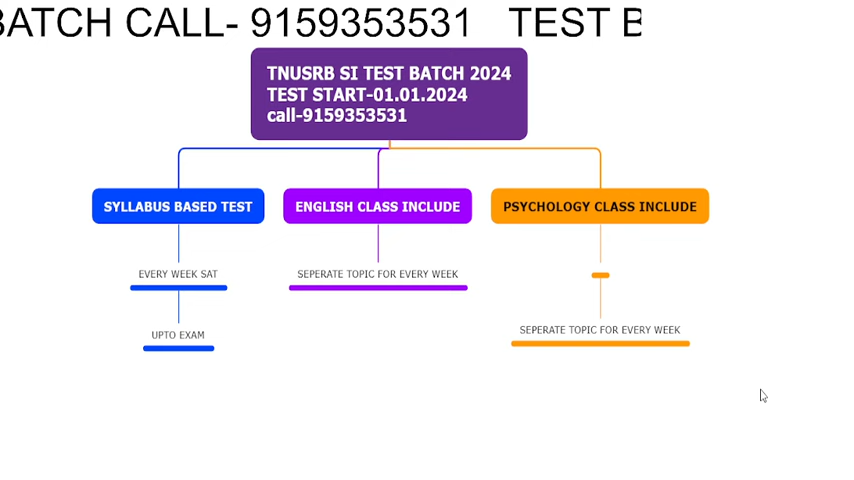 BATCH CALL- 9159353531 TEST B
TNUSRB SI TEST BATCH 2024
TEST START-01.01.2024
call-9159353531
SYLLABUS BASED TEST
ENGLISH CLASS INCLUDE
PSYCHOLOGY CLASS INCLUDE
EVERY WEEK SAT
SEPERATE TOPIC FOR EVERY WEEK
UPTO EXAM
SEPERATE TOPIC FOR EVERY WEEK